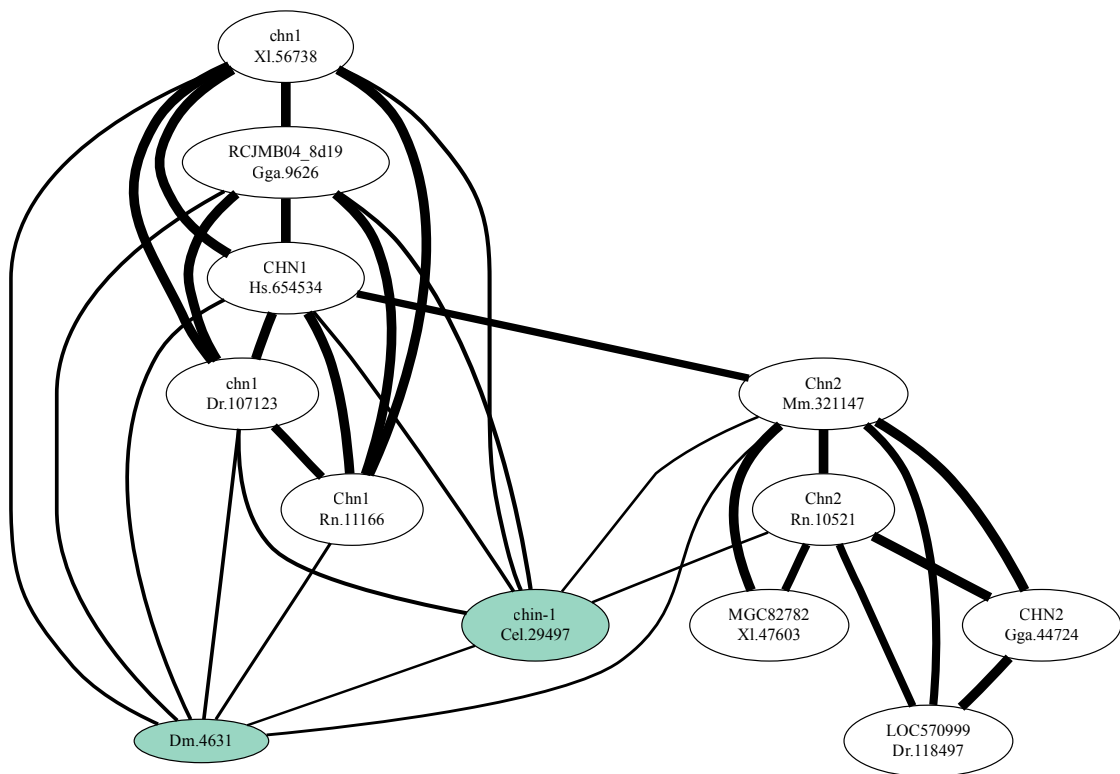 chn1
Xl.56738
RCJMB04_8d19
Gga.9626
CHN1
Hs.654534
chn1
Dr.107123
Chn2
Mm.321147
Chn1
Rn.11166
Chn2
Rn.10521
chin-1
Cel.29497
MGC82782
Xl.47603
CHN2
Gga.44724
Dm.4631
LOC570999
Dr.118497